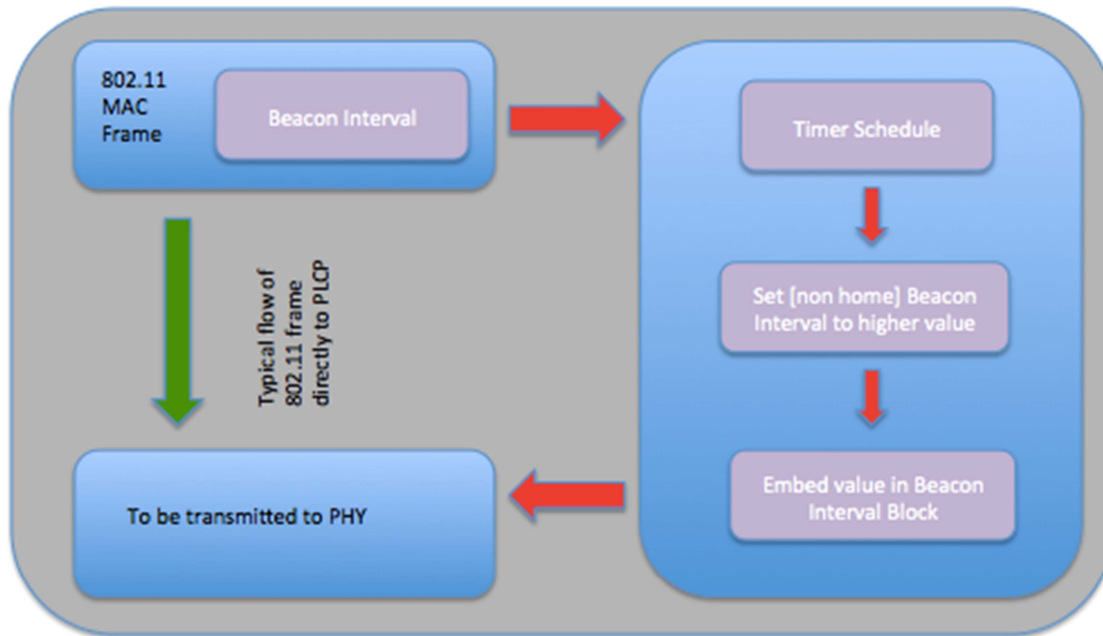 802.11
MAC
Frame
Beacon Interval
Timer Schedule
Set [non home] Beacon
Interval to higher value
Embed value in Beacon
Interval Block
Typical flow of
802.11 frame
directly to PLCP
To be transmitted to PHY